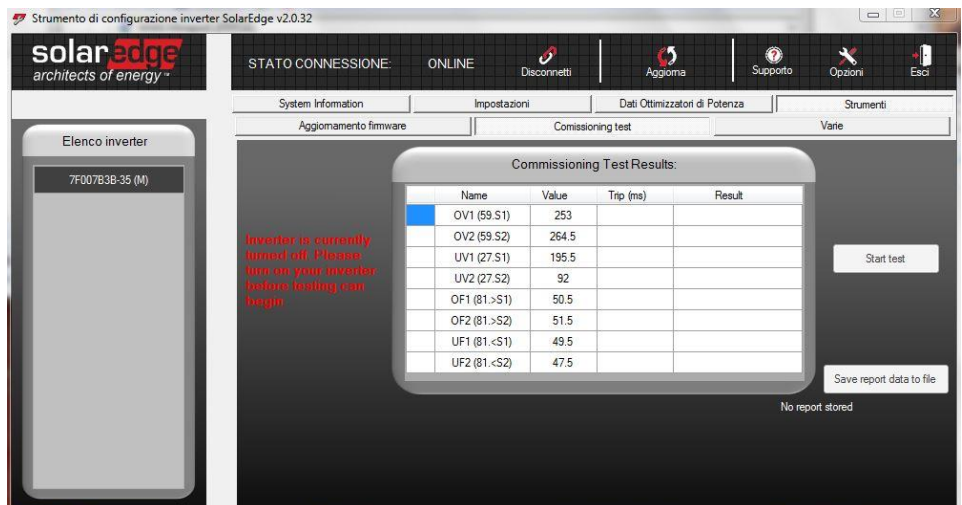 Strumento di configurazione inverter SolarEdge v2.0.32
solaredge
architects of energy™
STATO CONNESSIONE: ONLINE
Disconnetti
Aggiorna
Supporto
Opzioni
Esci
System Information
Impostazioni
Dati Ottimizzatori di Potenza
Strumenti
Aggiornamento firmware
Comissioning test
Varie
Elenco inverter
7F007B3B-35 (M)
Inverter is currently
turned off. Please
turn on your inverter
before testing can
begin
Commissioning Test Results:
Name Value Trip (ms) Result
OV1 (59.S1) 253
OV2 (59.S2) 264.5
UV1 (27.S1) 195.5
UV2 (27.S2) 92
OF1 (81.>S1) 50.5
OF2 (81.>S2) 51.5
UF1 (81.<S1) 49.5
UF2 (81.<S2) 47.5
Start test
Save report data to file
No report stored